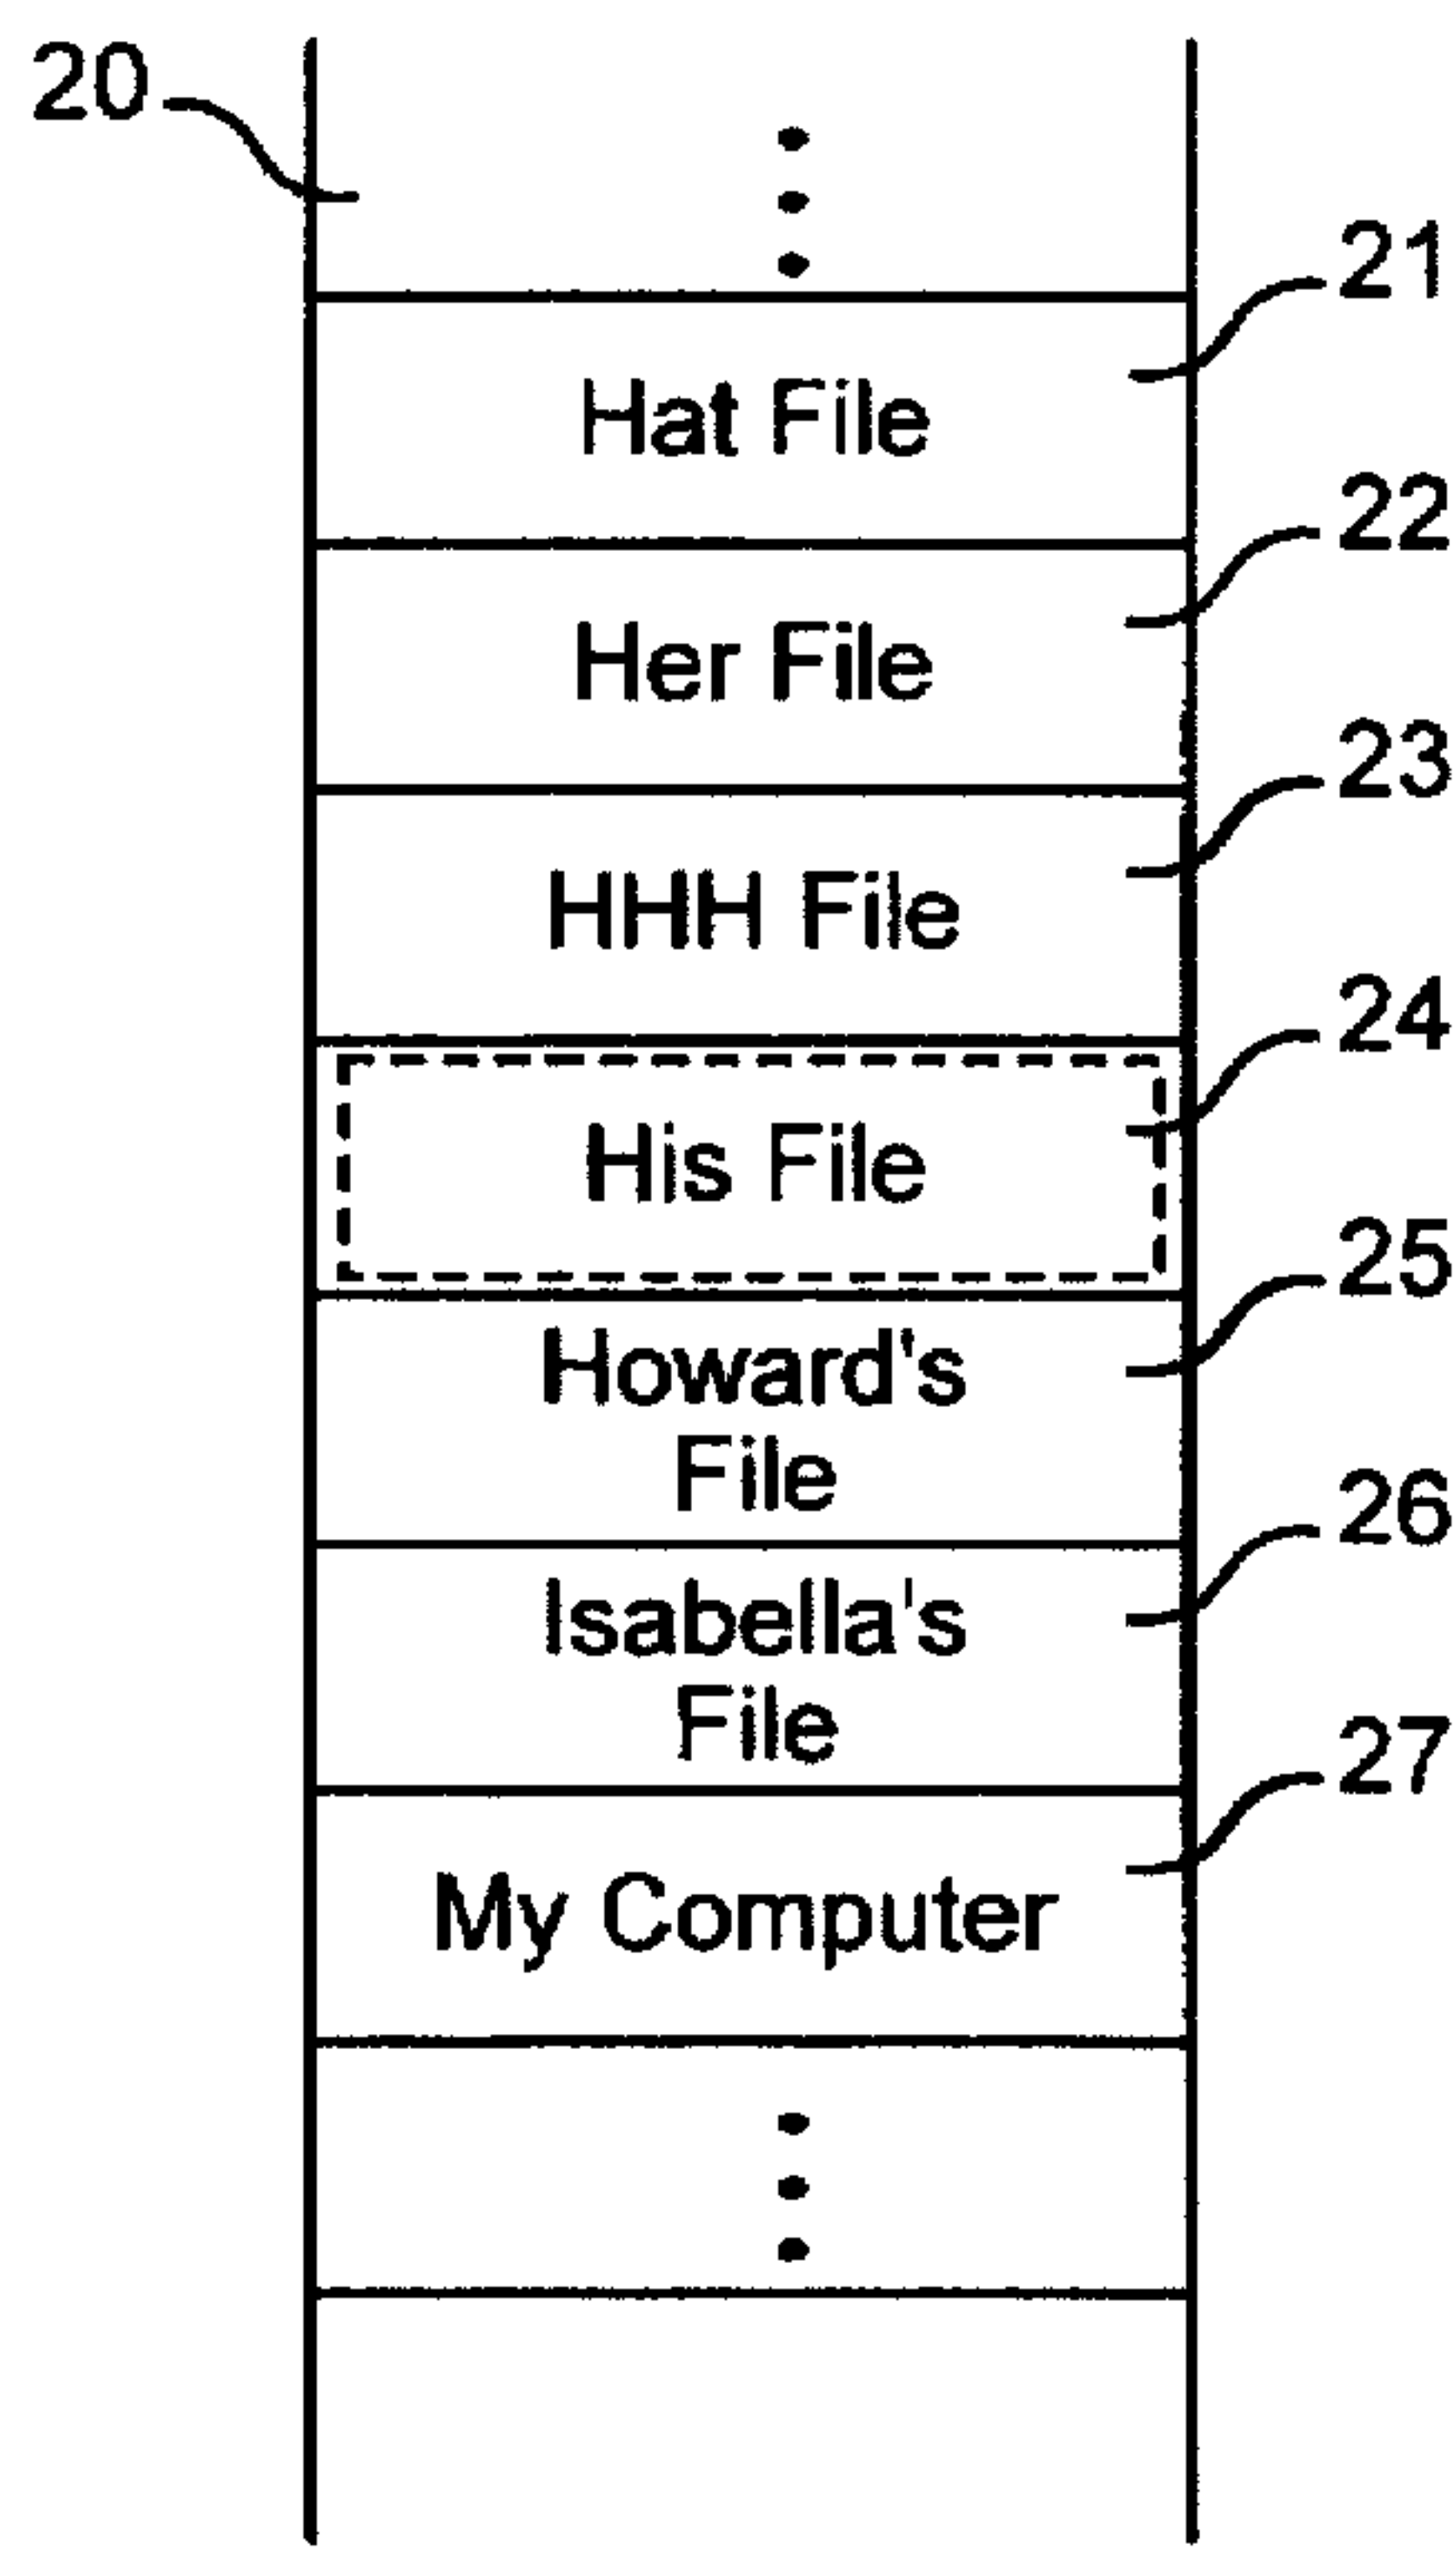 20
21
Hat File
22
Her File
23
HHH File
24
His File
25
Howard's
File
26
Isabella's
File
27
My Computer